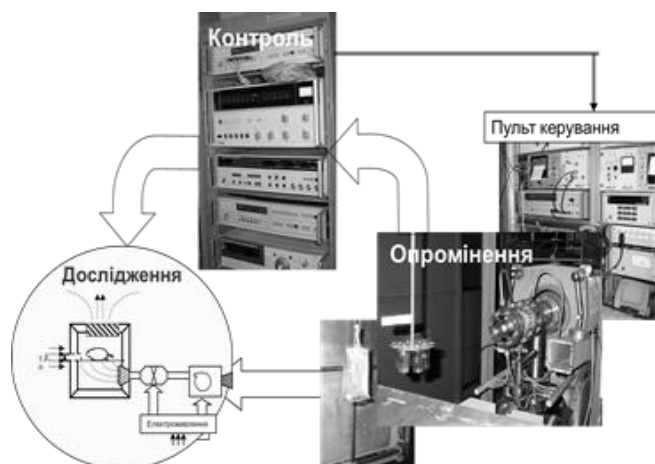 Контроль
Пульт керування
Опромінення
Дослідження
Електроживлення